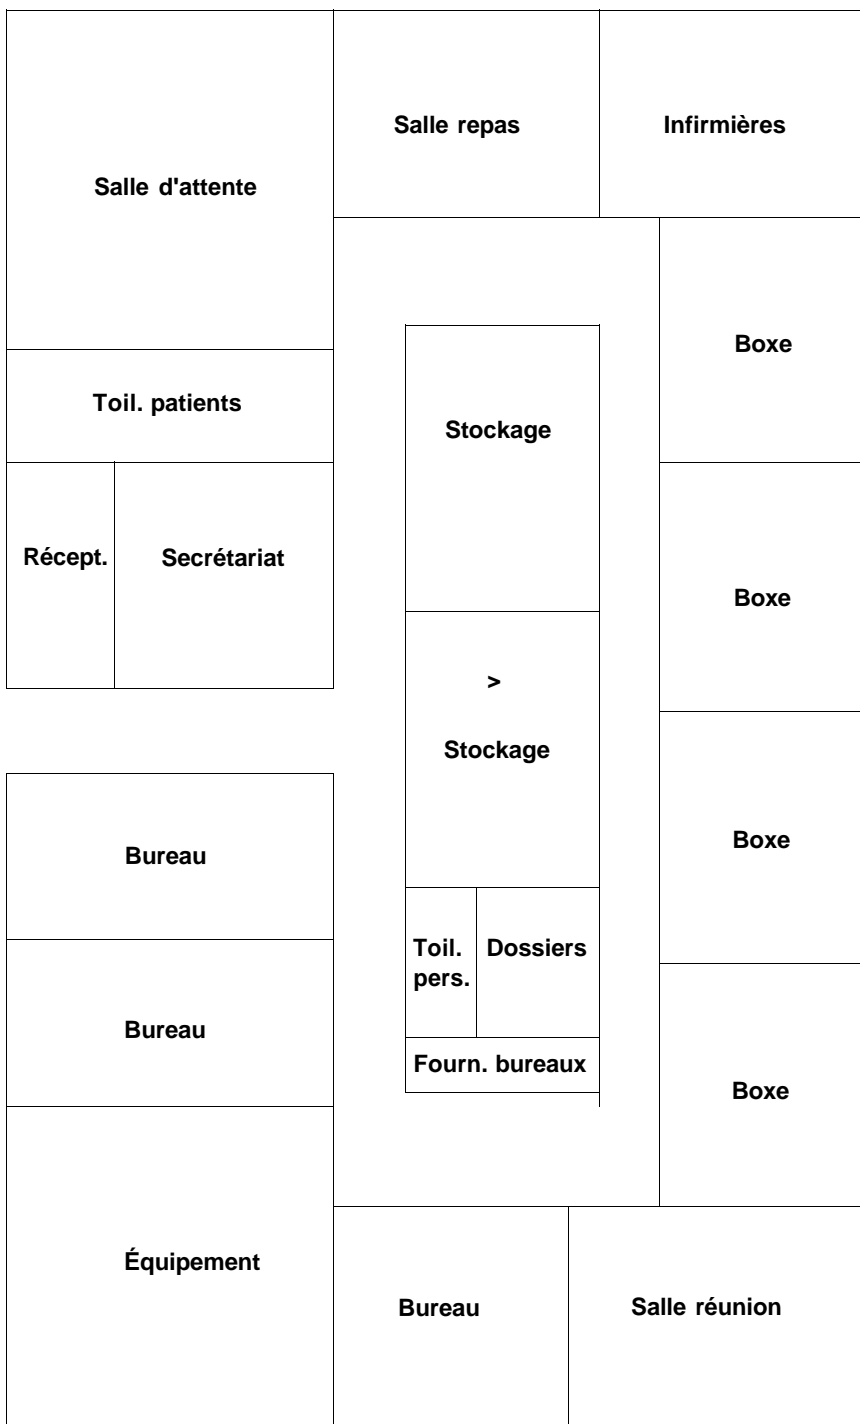 Salle repas
Infirmières
Salle d'attente
Boxe
Toil. patients
Stockage
Récept.
Secrétariat
Boxe
>
Stockage
Boxe
Bureau
Toil.
pers.
Dossiers
Bureau
Fourn. bureaux
Boxe
Équipement
Bureau
Salle réunion